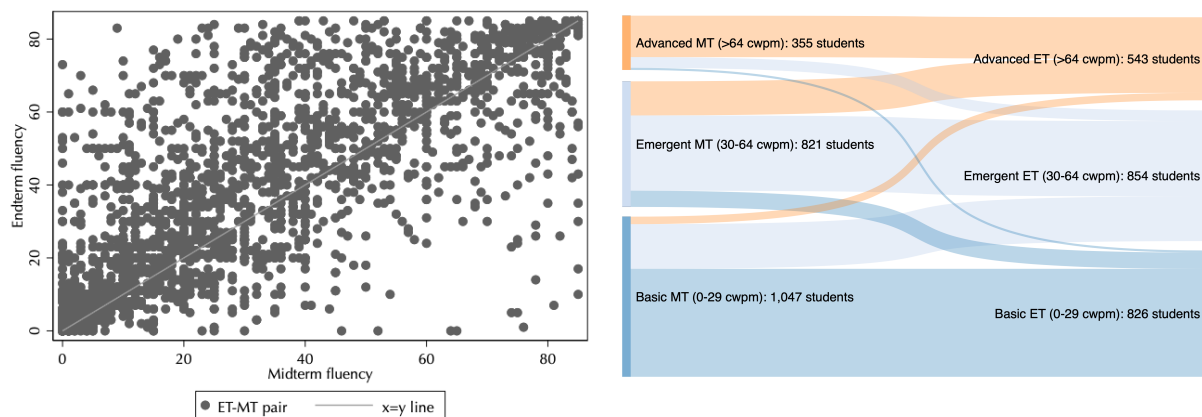 80
60
40
20
0
Endterm fluency
0 20 40 60 80
Midterm fluency
ET-MT pair x=y line
Advanced MT (>64 cwpm): 355 students
Advanced ET (>64 cwpm): 543 students
Emergent MT (30-64 cwpm): 821 students
Emergent ET (30-64 cwpm): 854 students
Basic MT (0-29 cwpm): 1,047 students
Basic ET (0-29 cwpm): 826 students